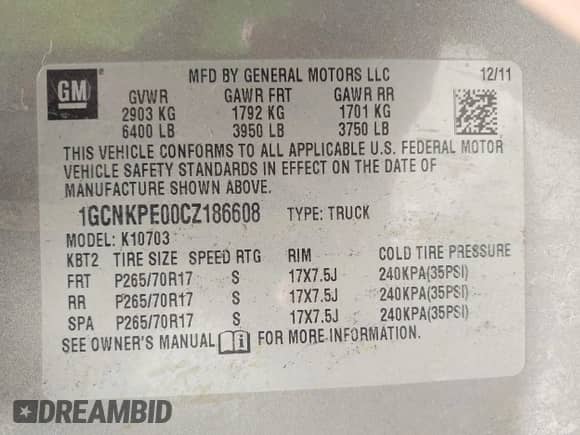 GM ® MFD BY GENERAL MOTORS LLC 12/11
GVWR GAWR FRT GAWR RR
2903 KG 1792 KG 1701 KG
6400 LB 3950 LB 3750 LB
THIS VEHICLE CONFORMS TO ALL APPLICABLE U.S. FEDERAL MOTOR
VEHICLE SAFETY STANDARDS IN EFFECT ON THE DATE OF
MANUFACTURE SHOWN ABOVE.
1GCNKPE00CZ186608 TYPE: TRUCK
MODEL: K10703
KBT2 TIRE SIZE SPEED RTG RIM COLD TIRE PRESSURE
FRT P265/70R17 S 17X7.5J 240KPA(35PSI)
RR P265/70R17 S 17X7.5J 240KPA(35PSI)
SPA P265/70R17 S 17X7.5J 240KPA(35PSI)
SEE OWNER'S MANUAL FOR MORE INFORMATION.
DREAMBID